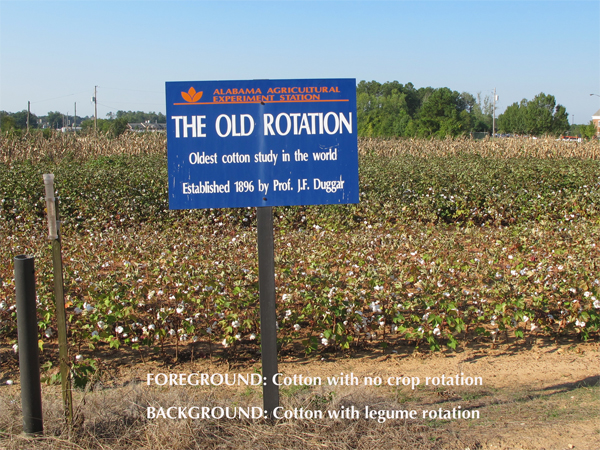 ALABAMA AGRICULTURAL
EXPERIMENT STATION
THE OLD ROTATION
Oldest cotton study in the world
Established 1896 by Prof. J.F. Duggar
FOREGROUND: Cotton with no crop rotation
BACKGROUND: Cotton with legume rotation